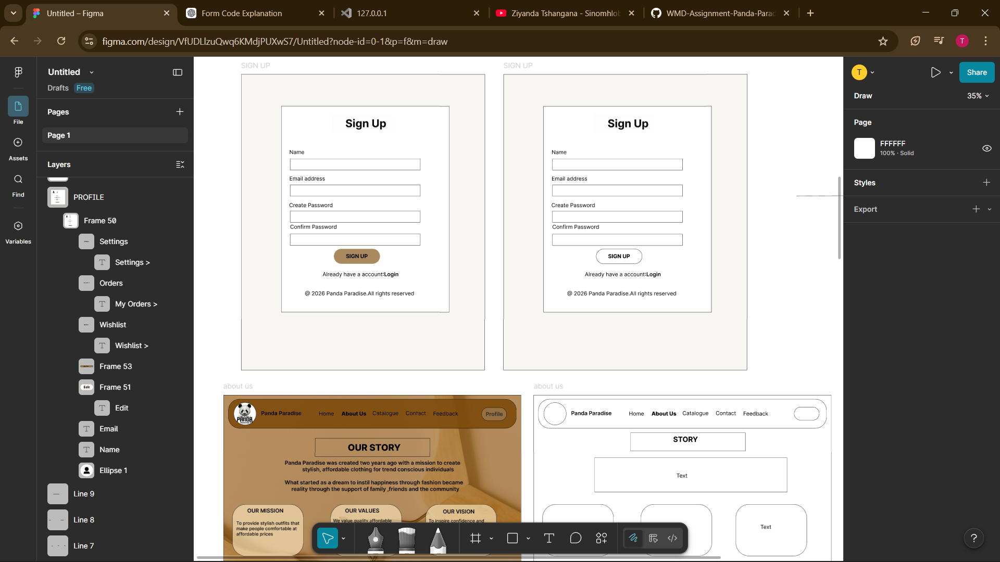 Untitled – Figma
Form Code Explanation
127.0.0.1
Ziyanda Tshangana - Sinomhlob
WMD-Assignment-Panda-Parad
figma.com/design/VfUDLlzuQwq6KMdjPUXwS7/Untitled?node-id=0-1&p=f&m=draw
T
Untitled
Drafts
Free
File
Assets
Find
Variables
Pages
Page 1
Layers
PROFILE
Frame 50
Settings
T
Settings >
Orders
T
My Orders >
Wishlist
T
Wishlist >
Frame 53
Edit
Frame 51
T
Edit
T
Email
T
Name
Ellipse 1
Line 9
Line 8
Line 7
SIGN UP
Sign Up
Name
Email address
Create Password
Confirm Password
SIGN UP
Already have a account:Login
@ 2026 Panda Paradise.All rights reserved
SIGN UP
Sign Up
Name
Email address
Create Password
Confirm Password
SIGN UP
Already have a account:Login
@ 2026 Panda Paradise.All rights reserved
about us
PANDA
Panda Paradise
Home
About Us
Catalogue
Contact
Feedback
Profile
OUR STORY
Panda Paradise was created two years ago with a mission to create
stylish, affordable clothing for trend conscious individuals
What started as a dream to instil happiness through fashion became
reality through the support of family ,friends and the community
OUR MISSION
To provide stylish outfits that
make people comfortable at
affordable prices
OUR VALUES
We value quality,affordable
OUR VISION
To inspire confidence and
about us
Panda Paradise
Home
About Us
Catalogue
Contact
Feedback
STORY
Text
Text
T
T
Share
Draw
35%
Page
FFFFFF
100% · Solid
Styles
Export
?